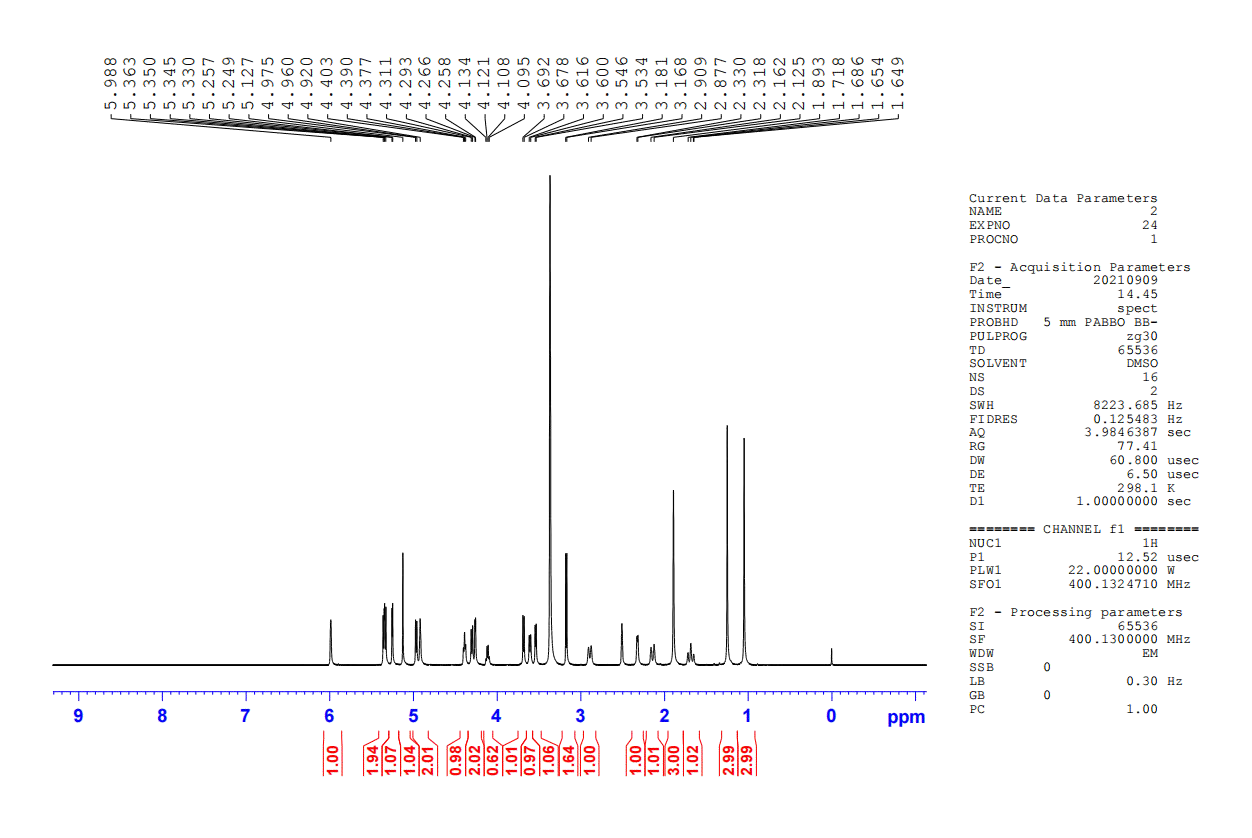 5.988 5.363 5.350 5.345 5.330 5.257 5.249 5.127 4.975 4.960 4.920 4.403 4.390 4.377 4.311 4.293 4.266 4.258 4.134 4.121 4.108 4.095 3.692 3.678 3.616 3.600 3.546 3.534 3.181 3.168 2.909 2.877 2.330 2.318 2.162 2.125 1.893 1.718 1.686 1.654 1.649
Current Data Parameters
NAME 2
EXPNO 24
PROCNO 1
F2 - Acquisition Parameters
Date_ 20210909
Time 14.45
INSTRUM spect
PROBHD 5 mm PABBO BB-
PULPROG zg30
TD 65536
SOLVENT DMSO
NS 16
DS 2
SWH 8223.685 Hz
FIDRES 0.125483 Hz
AQ 3.9846387 sec
RG 77.41
DW 60.800 usec
DE 6.50 usec
TE 298.1 K
D1 1.00000000 sec
======== CHANNEL f1 ========
NUC1 1H
P1 12.52 usec
PLW1 22.00000000 W
SFO1 400.1324710 MHz
F2 - Processing parameters
SI 65536
SF 400.1300000 MHz
WDW EM
SSB 0
LB 0.30 Hz
GB 0
PC 1.00
9 8 7 6 5 4 3 2 1 0 ppm
1.00 1.94 1.07 1.04 2.01 0.98 2.02 0.62 1.01 0.97 1.06 1.64 1.00 1.00 1.01 3.00 1.02 2.99 2.99